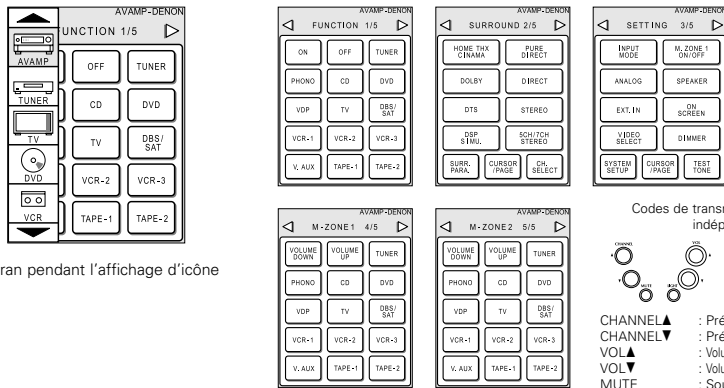 AVAMP-DENON
FUNCTION 1/5
AVAMP
TUNER
TV
DVD
VCR
OFF TUNER
CD DVD
TV DBS/
SAT
VCR-2 VCR-3
TAPE-1 TAPE-2
ran pendant l'affichage d'icône
AVAMP-DENON
FUNCTION 1/5
ON OFF TUNER
PHONO CD DVD
VDP TV DBS/
SAT
VCR-1 VCR-2 VCR-3
V. AUX TAPE-1 TAPE-2
AVAMP-DENON
SURROUND 2/5
HOME THX
CINAMA
PURE
DIRECT
DOLBY DIRECT
DTS STEREO
DSP
SIMU.
5CH/7CH
STEREO
SURR.
PARA.
CURSOR
/PAGE
CH.
SELECT
AVAMP-DENON
SETTING 3/5
INPUT
MODE
M. ZONE 1
ON/OFF
ANALOG SPEAKER
EXT. IN
ON
SCREEN
VIDEO
SELECT
DIMMER
SYSTEM
SETUP
CURSOR
/PAGE
TEST
TONE
AVAMP-DENON
M-ZONE1 4/5
VOLUME
DOWN
VOLUME
UP
TUNER
PHONO CD DVD
VDP TV DBS/
SAT
VCR-1 VCR-2 VCR-3
V. AUX TAPE-1 TAPE-2
AVAMP-DENON
M-ZONE2 5/5
VOLUME
DOWN
VOLUME
UP
TUNER
PHONO CD DVD
VDP TV DBS/
SAT
VCR-1 VCR-2 VCR-3
V. AUX TAPE-1 TAPE-2
Codes de transm
indép
CHANNEL VOL
MUTE LIGHT
CHANNEL▲ : Pré
CHANNEL▼ : Pré
VOL▲ : Volu
VOL▼ : Volu
MUTE : Sou